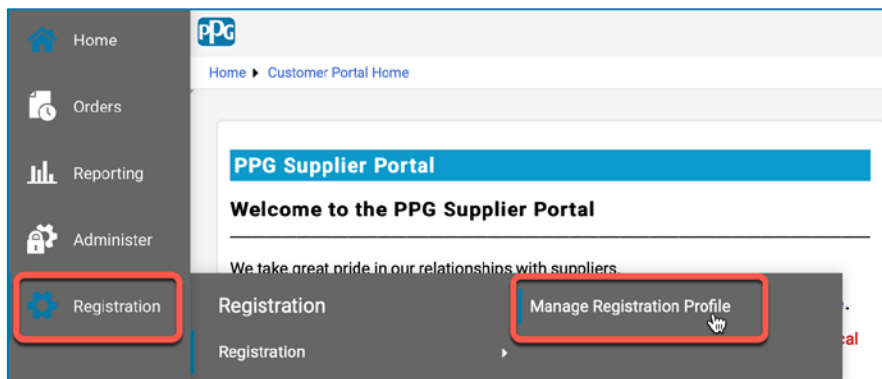 Home
PPG
Home ▸ Customer Portal Home
Orders
PPG Supplier Portal
Reporting
Welcome to the PPG Supplier Portal
Administer
We take great pride in our relationships with suppliers.
Registration
Registration
Manage Registration Profile
Registration